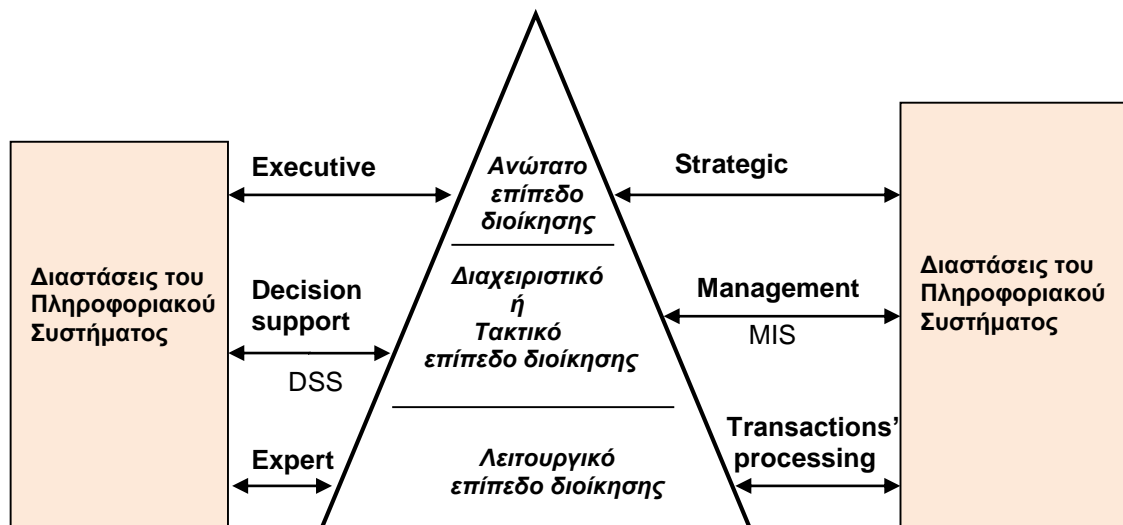 Executive
Ανώτατο
επίπεδο
διοίκησης
Strategic
Διαστάσεις του
Πληροφοριακού
Συστήματος
Decision
support
DSS
Διαχειριστικό
ή
Τακτικό
επίπεδο διοίκησης
Management
MIS
Διαστάσεις του
Πληροφοριακού
Συστήματος
Expert
Λειτουργικό
επίπεδο διοίκησης
Transactions’
processing